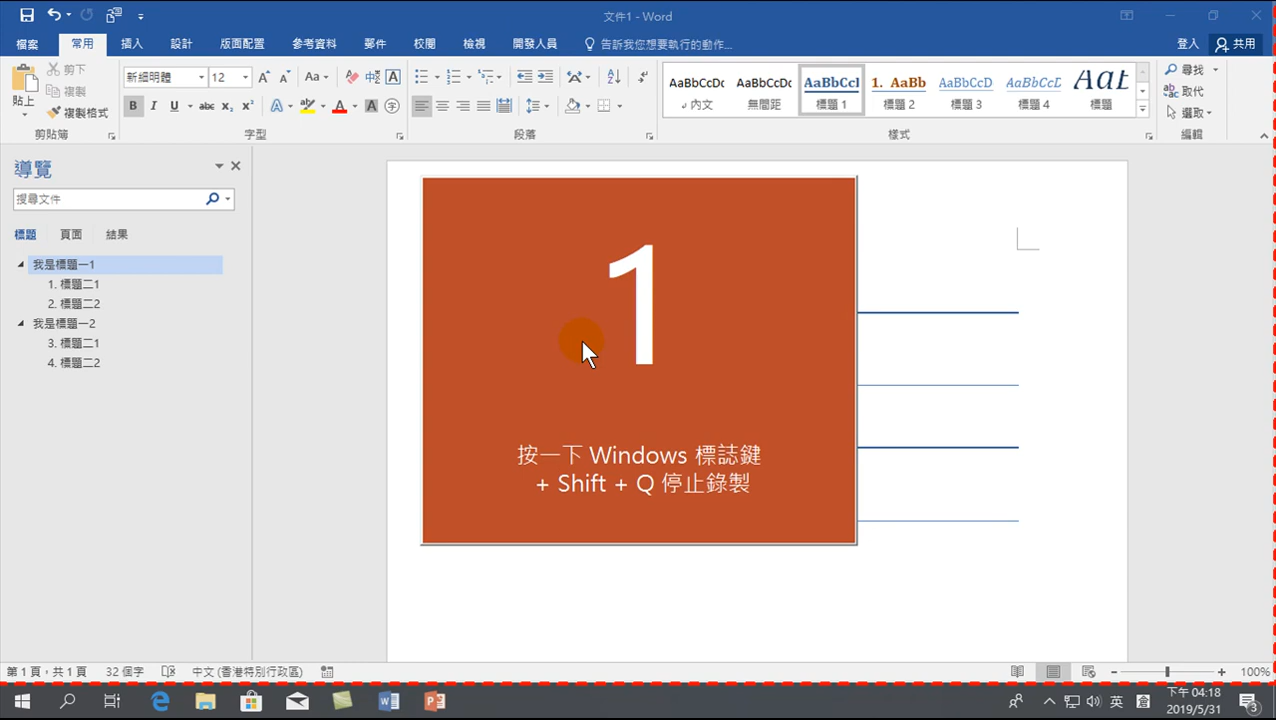 文件1 - Word
檔案 常用 插入 設計 版面配置 參考資料 郵件 校閱 檢視 開發人員 告訴我您想要執行的動作... 登入 共用
貼上 剪下 複製 複製格式
新細明體 12
AaBbCcDc AaBbCcDc AaBbCcI 1. AaBb AaBbCcD AaBbCcD AaB
內文 無間距 標題 1 標題 2 標題 3 標題 4 標題
尋找 取代 選取
剪貼簿 字型 段落 樣式 編輯
導覽
搜尋文件
標題 頁面 結果
我是標題一1
1. 標題二1
2. 標題二2
我是標題一2
3. 標題二1
4. 標題二2
1
按一下 Windows 標誌鍵
+ Shift + Q 停止錄製
第 1 頁，共 1 頁 32 個字 中文 (香港特別行政區) 100%
英 倉 下午 04:18
2019/5/31 3